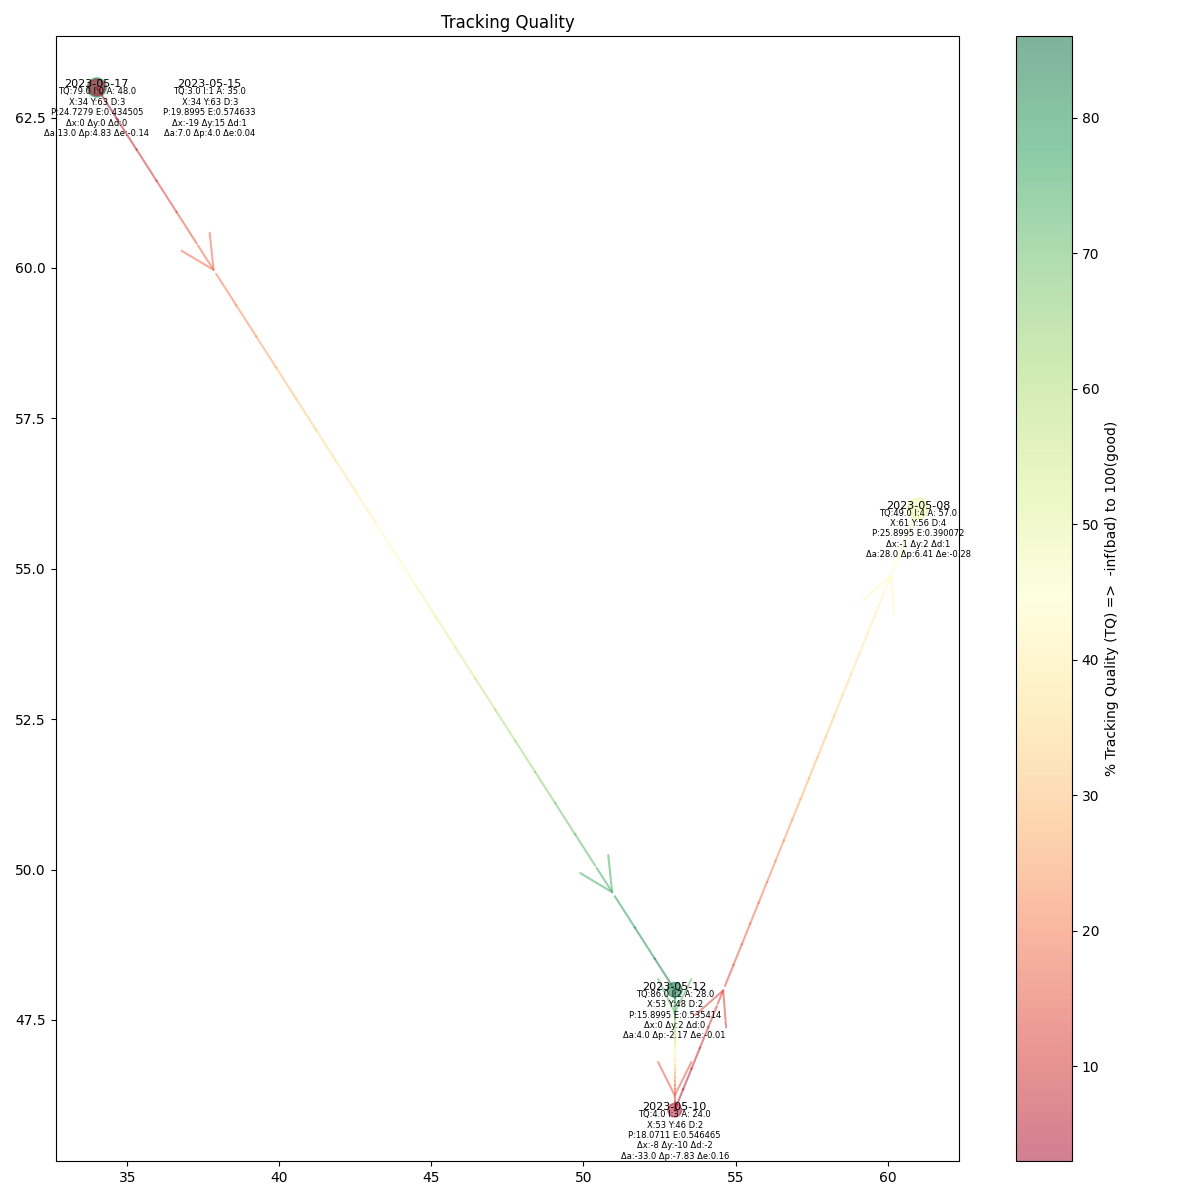 Tracking Quality
2023-05-17
TQ:79.0 I:0 A: 48.0
X:34 Y:63 D:3
P:24.7279 E:0.434505
Δx:0 Δy:0 Δd:0
Δa:13.0 Δp:4.83 Δe:-0.14
2023-05-15
TQ:3.0 I:1 A: 35.0
X:34 Y:63 D:3
P:19.8995 E:0.574633
Δx:-19 Δy:15 Δd:1
Δa:7.0 Δp:4.0 Δe:0.04
2023-05-08
TQ:49.0 I:4 A: 57.0
X:61 Y:56 D:4
P:25.8995 E:0.390072
Δx:-1 Δy:2 Δd:1
Δa:28.0 Δp:6.41 Δe:-0.28
2023-05-12
TQ:86.0 I:2 A: 28.0
X:53 Y:48 D:2
P:15.8995 E:0.535414
Δx:0 Δy:2 Δd:0
Δa:4.0 Δp:-2.17 Δe:-0.01
2023-05-10
TQ:4.0 I:3 A: 24.0
X:53 Y:46 D:2
P:18.0711 E:0.546465
Δx:-8 Δy:-10 Δd:-2
Δa:-33.0 Δp:-7.83 Δe:0.16
62.5
60.0
57.5
55.0
52.5
50.0
47.5
35
40
45
50
55
60
80
70
60
50
40
30
20
10
% Tracking Quality (TQ) => -inf(bad) to 100(good)